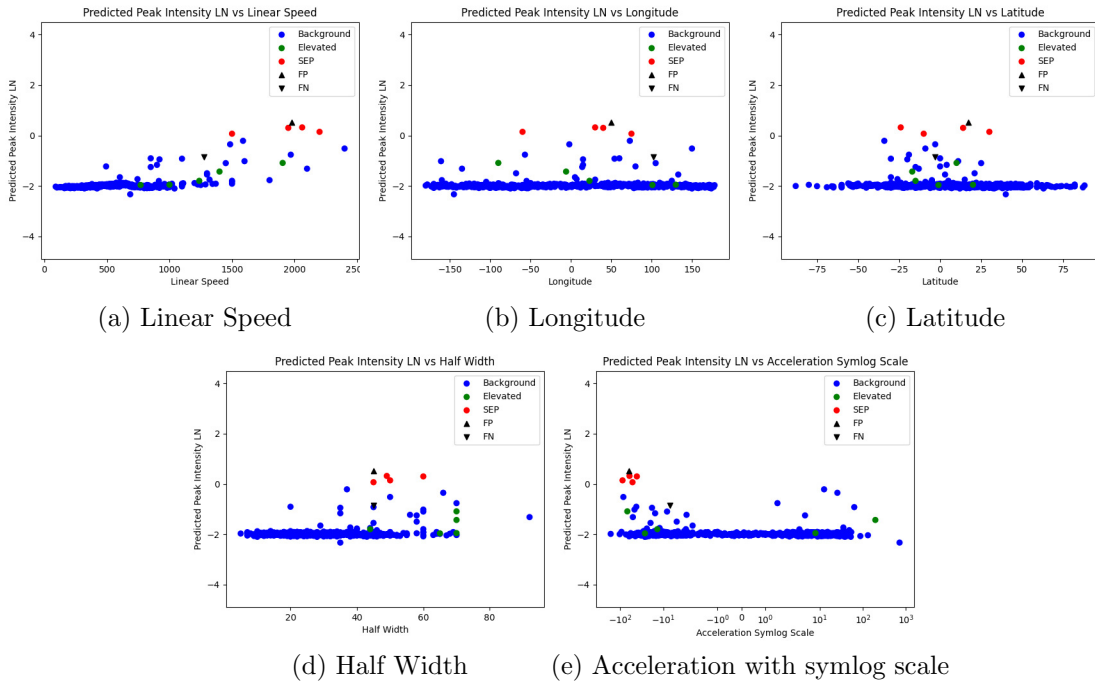 Predicted Peak Intensity LN vs Linear Speed
Predicted Peak Intensity LN
4
2
0
−2
−4
0
500
1000
1500
2000
250
Linear Speed
Background
Elevated
SEP
FP
FN
(a) Linear Speed
Predicted Peak Intensity LN vs Longitude
Predicted Peak Intensity LN
4
2
0
−2
−4
−150
−100
−50
0
50
100
150
Longitude
Background
Elevated
SEP
FP
FN
(b) Longitude
Predicted Peak Intensity LN vs Latitude
Predicted Peak Intensity LN
4
2
0
−2
−4
−75
−50
−25
0
25
50
75
Latitude
Background
Elevated
SEP
FP
FN
(c) Latitude
Predicted Peak Intensity LN vs Half Width
Predicted Peak Intensity LN
4
2
0
−2
−4
20
40
60
80
Half Width
Background
Elevated
SEP
FP
FN
(d) Half Width
Predicted Peak Intensity LN vs Acceleration Symlog Scale
Predicted Peak Intensity LN
4
2
0
−2
−4
−10²
−10¹
0
10⁰
10¹
10²
10³
Acceleration Symlog Scale
Background
Elevated
SEP
FP
FN
(e) Acceleration with symlog scale